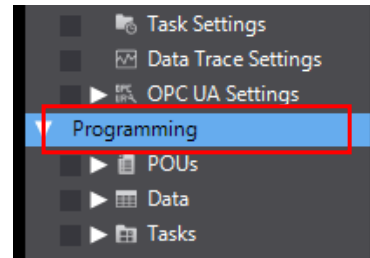 Task Settings
Data Trace Settings
OPC UA Settings
Programming
POUs
Data
Tasks